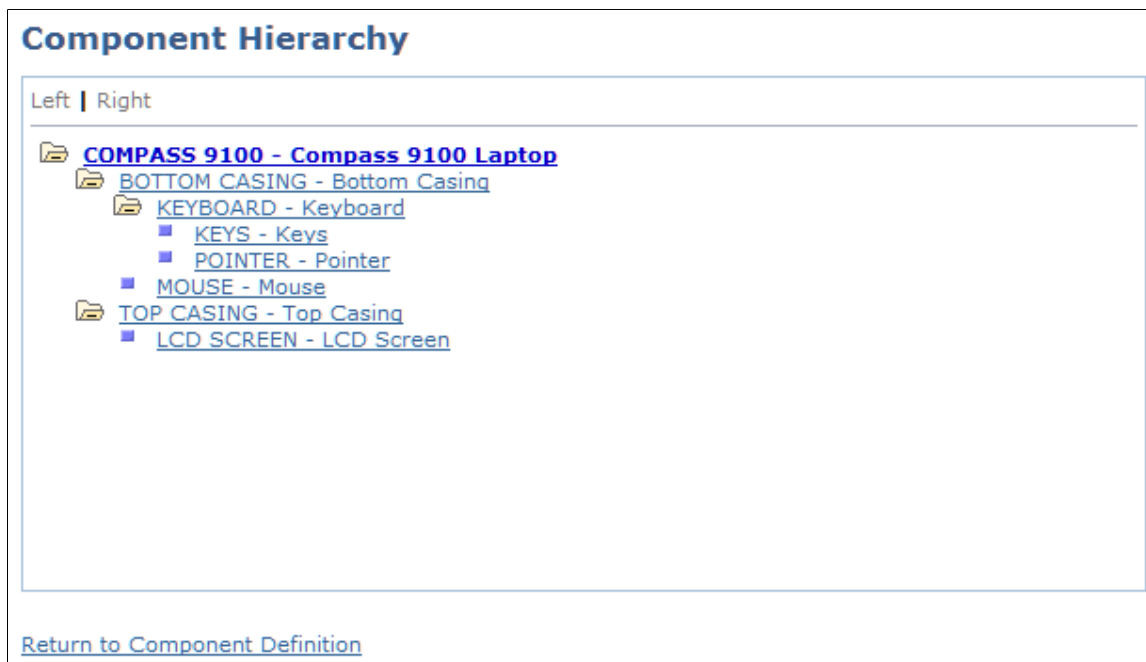 Component Hierarchy
Left | Right
COMPASS 9100 - Compass 9100 Laptop
BOTTOM CASING - Bottom Casing
KEYBOARD - Keyboard
KEYS - Keys
POINTER - Pointer
MOUSE - Mouse
TOP CASING - Top Casing
LCD SCREEN - LCD Screen
Return to Component Definition